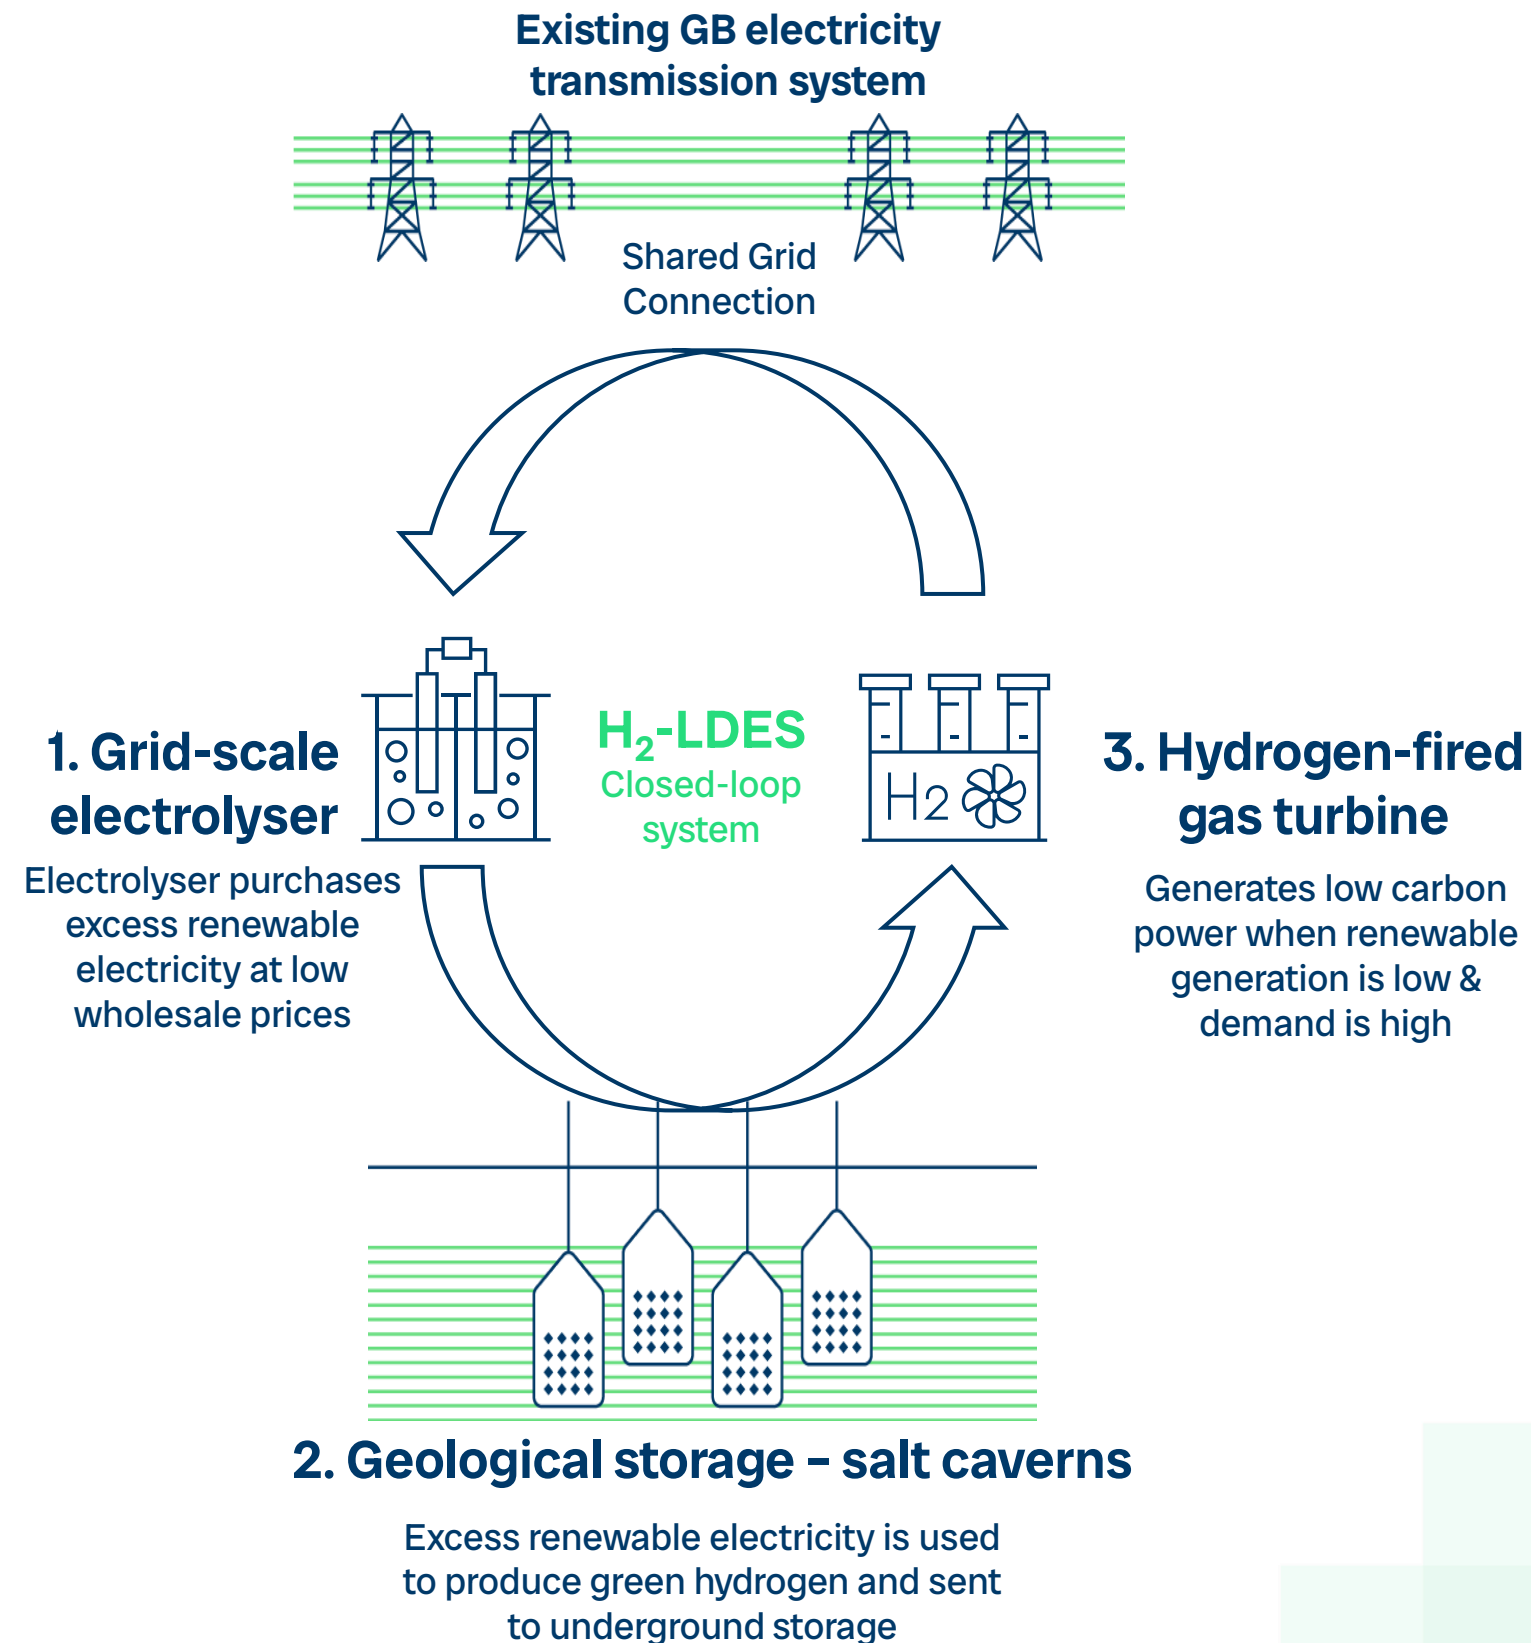 Existing GB electricity
transmission system
Shared Grid
Connection
1. Grid-scale
electrolyser
Electrolyser purchases
excess renewable
electricity at low
wholesale prices
H₂-LDES
Closed-loop
system
H2
3. Hydrogen-fired
gas turbine
Generates low carbon
power when renewable
generation is low &
demand is high
2. Geological storage – salt caverns
Excess renewable electricity is used
to produce green hydrogen and sent
to underground storage